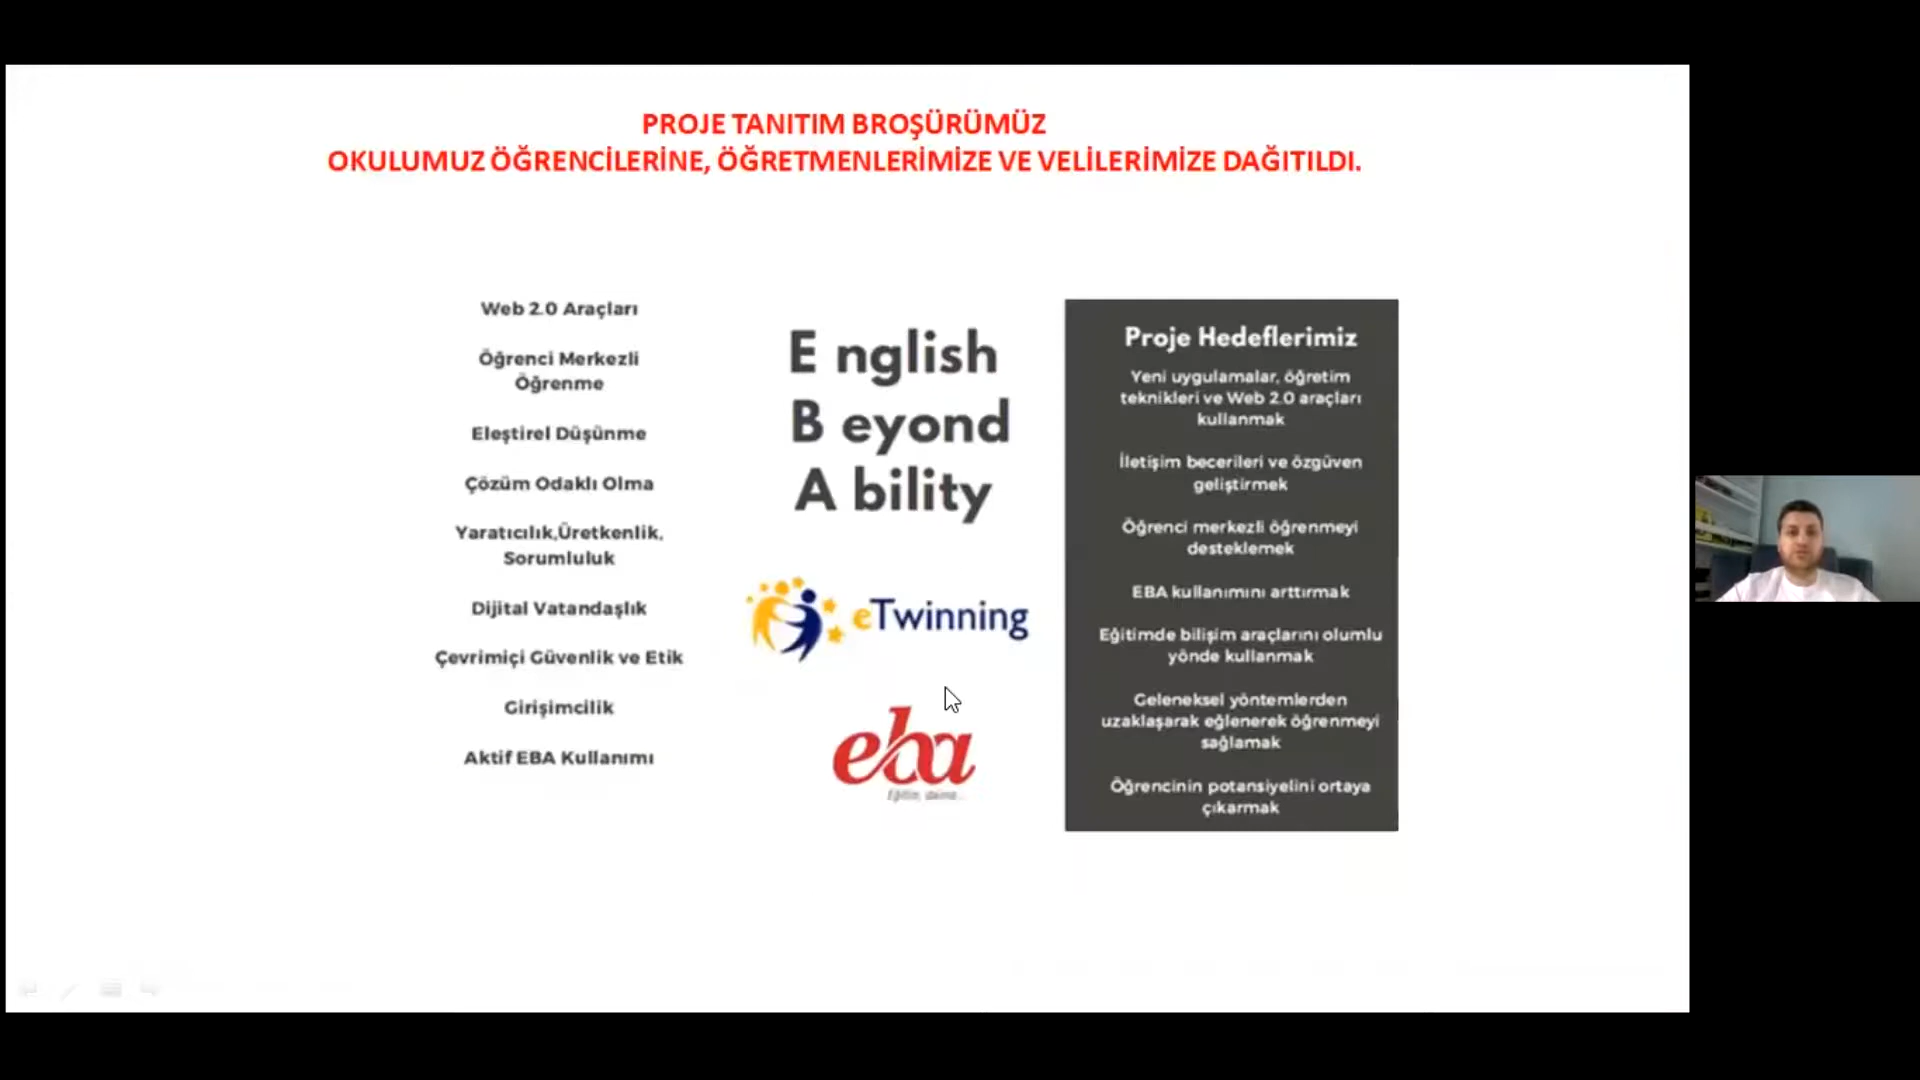 PROJE TANITIM BROŞÜRÜMÜZ
OKULUMUZ ÖĞRENCİLERİNE, ÖĞRETMENLERİMİZE VE VELİLERİMİZE DAĞITILDI.
Web 2.0 Araçları
Öğrenci Merkezli
Öğrenme
Eleştirel Düşünme
Çözüm Odaklı Olma
Yaratıcılık,Üretkenlik,
Sorumluluk
Dijital Vatandaşlık
Çevrimiçi Güvenlik ve Etik
Girişimcilik
Aktif EBA Kullanımı
E nglish
B eyond
A bility
eTwinning
eba
Proje Hedeflerimiz
Yeni uygulamalar, öğretim
teknikleri ve Web 2.0 araçları
kullanmak
İletişim becerileri ve özgüven
geliştirmek
Öğrenci merkezli öğrenmeyi
desteklemek
EBA kullanımını arttırmak
Eğitimde bilişim araçlarını olumlu
yönde kullanmak
Geleneksel yöntemlerden
uzaklaşarak eğlenerek öğrenmeyi
sağlamak
Öğrencinin potansiyelini ortaya
çıkarmak